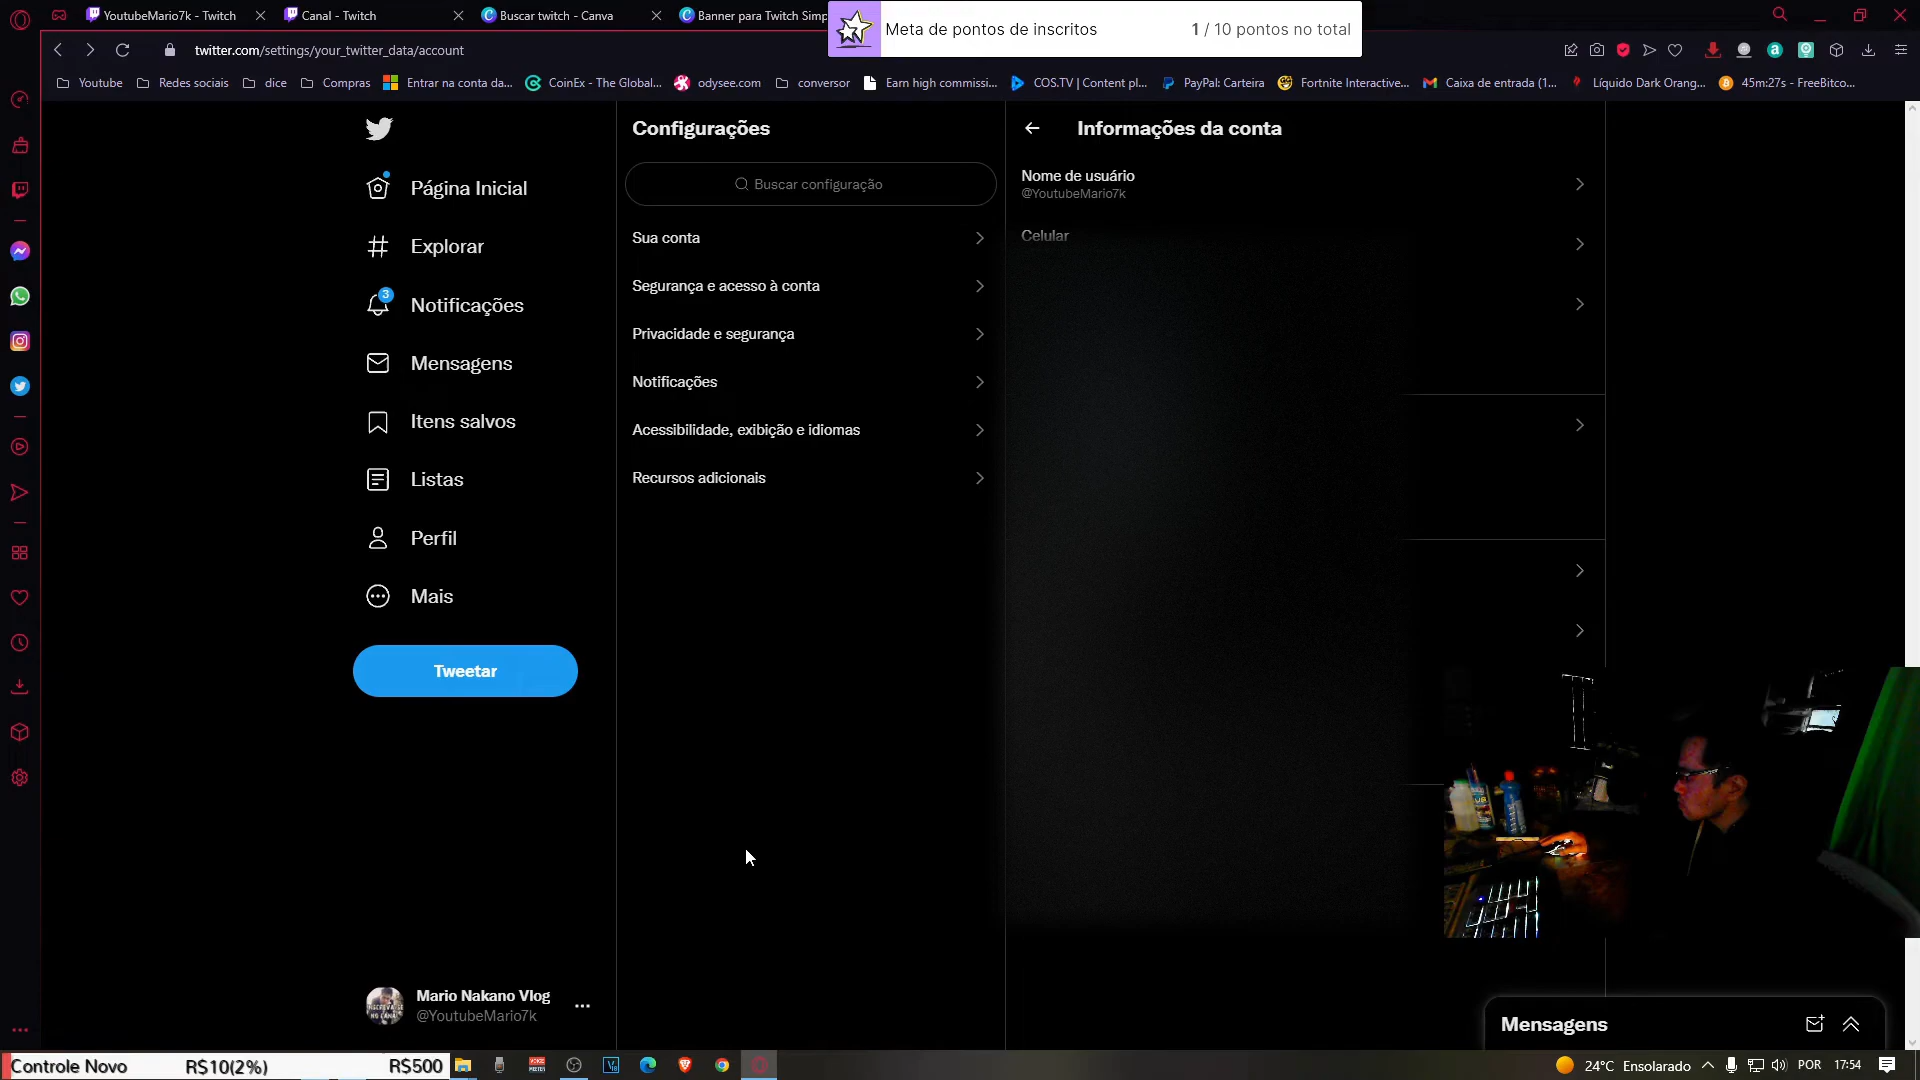 YoutubeMario7k - Twitch
Canal - Twitch
Buscar twitch - Canva
Banner para Twitch Simp
Meta de pontos de inscritos
1 / 10 pontos no total
twitter.com/settings/your_twitter_data/account
Youtube
Redes sociais
dice
Compras
Entrar na conta da...
CoinEx - The Global...
odysee.com
conversor
Earn high commissi...
COS.TV | Content pl...
PayPal: Carteira
Fortnite Interactive...
Caixa de entrada (1...
Líquido Dark Orang...
45m:27s - FreeBitco...
Página Inicial
Explorar
3
Notificações
Mensagens
Itens salvos
Listas
Perfil
Mais
Tweetar
Mario Nakano Vlog
@YoutubeMario7k
Configurações
Buscar configuração
Sua conta
Segurança e acesso à conta
Privacidade e segurança
Notificações
Acessibilidade, exibição e idiomas
Recursos adicionais
Informações da conta
Nome de usuário
@YoutubeMario7k
Celular
Mensagens
Controle Novo
R$10(2%)
R$500
24°C Ensolarado
POR
17:54